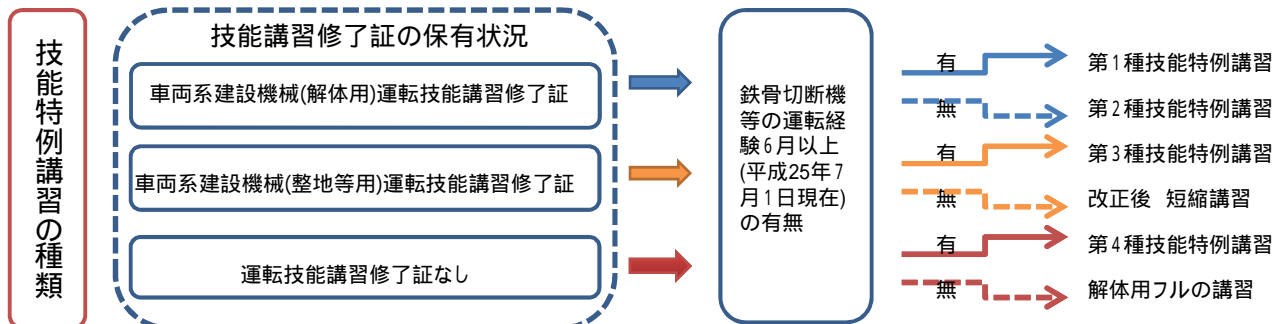 技能特例講習の種類
技能講習修了証の保有状況
車両系建設機械(解体用)運転技能講習修了証
車両系建設機械(整地等用)運転技能講習修了証
運転技能講習修了証なし
鉄骨切断機
等の運転経
験6月以上
(平成25年7
月1日現在)
の有無
有 第1種技能特例講習
無 第2種技能特例講習
有 第3種技能特例講習
無 改正後 短縮講習
有 第4種技能特例講習
無 解体用フルの講習